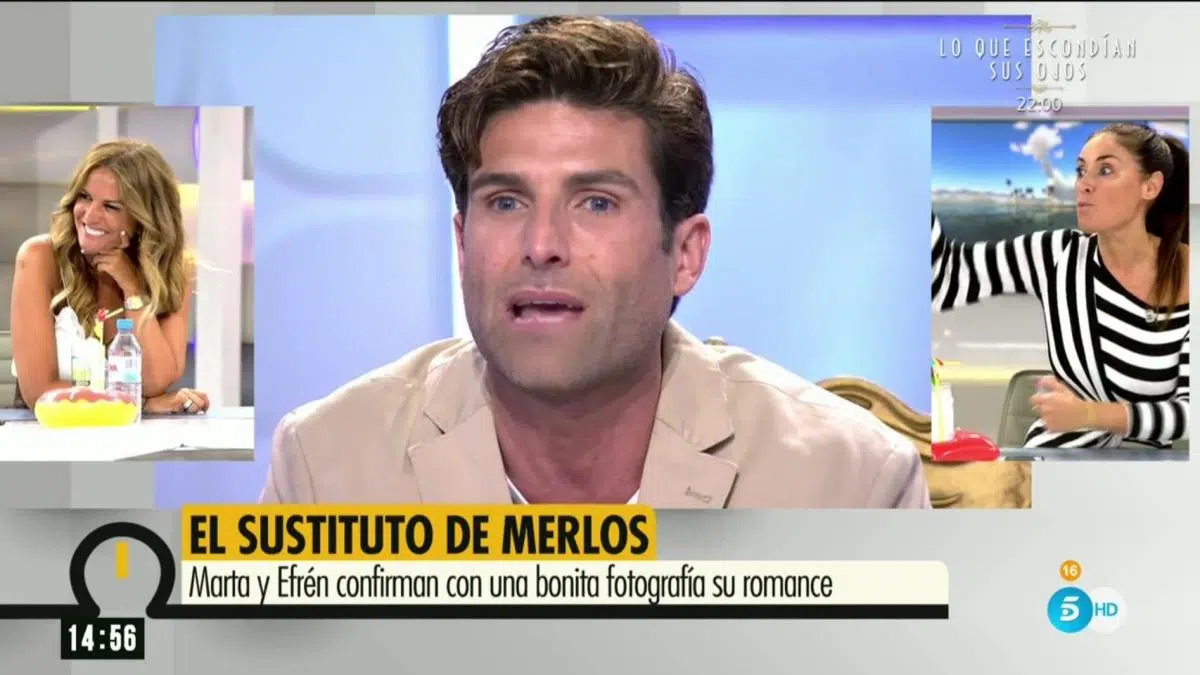 LO QUE ESCONDÍAN
SUS OJOS
22:00
EL SUSTITUTO DE MERLOS
Marta y Efrén confirman con una bonita fotografía su romance
14:56
16
5 HD